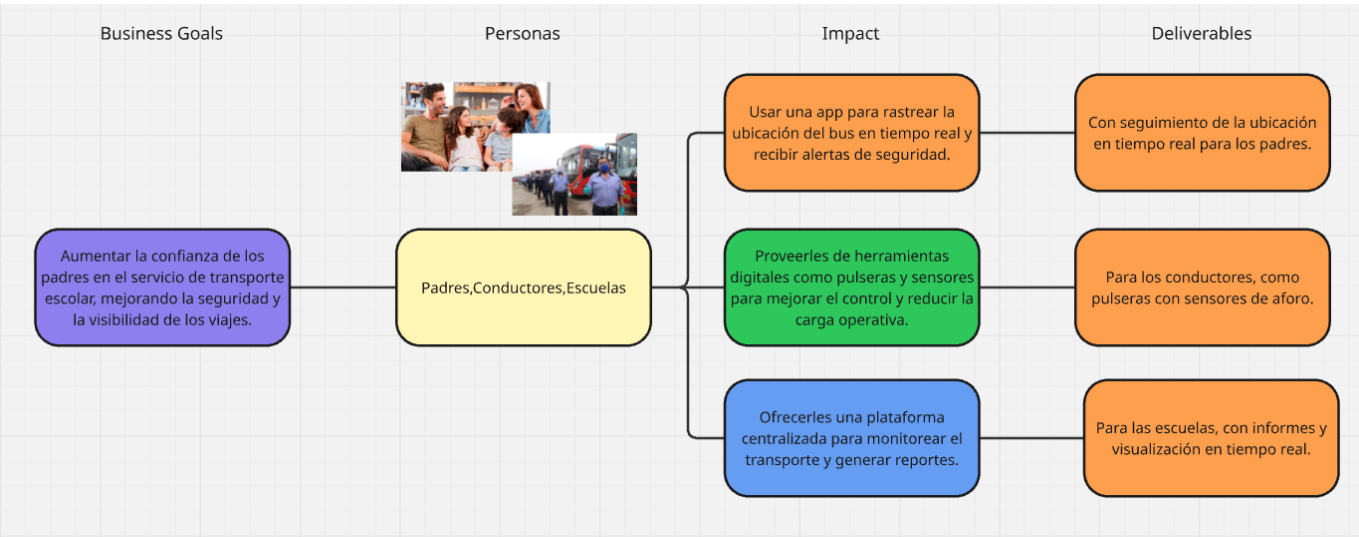 Business Goals
Personas
Impact
Deliverables
Aumentar la confianza de los
padres en el servicio de transporte
escolar, mejorando la seguridad y
la visibilidad de los viajes.
Padres,Conductores,Escuelas
Usar una app para rastrear la
ubicación del bus en tiempo real y
recibir alertas de seguridad.
Con seguimiento de la ubicación
en tiempo real para los padres.
Proveerles de herramientas
digitales como pulseras y sensores
para mejorar el control y reducir la
carga operativa.
Para los conductores, como
pulseras con sensores de aforo.
Ofrecerles una plataforma
centralizada para monitorear el
transporte y generar reportes.
Para las escuelas, con informes y
visualización en tiempo real.